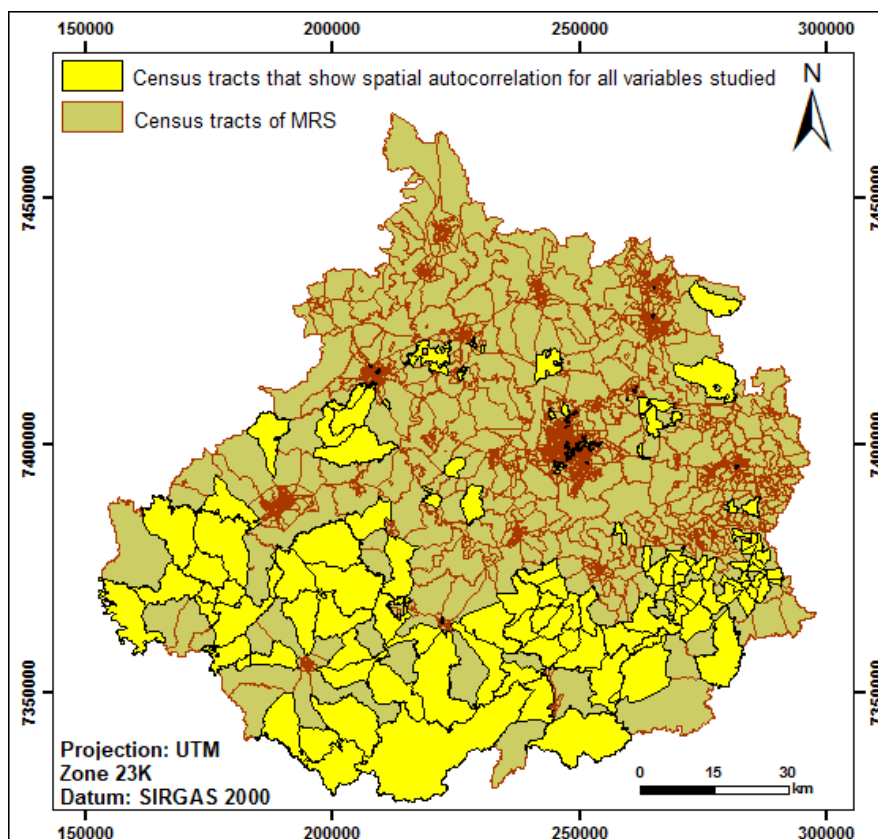 150000 200000 250000 300000
Census tracts that show spatial autocorrelation for all variables studied
N
Census tracts of MRS
7450000 7450000
7400000 7400000
7350000 7350000
Projection: UTM
Zone 23K
Datum: SIRGAS 2000
0 15 30
km
150000 200000 250000 300000